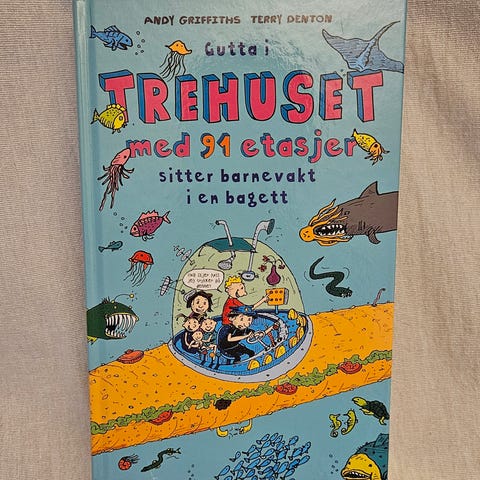 ANDY GRIFFITHS TERRY DENTON
Gutta i
TREHUSET
med 91 etasjer
sitter barnevakt
i en bagett